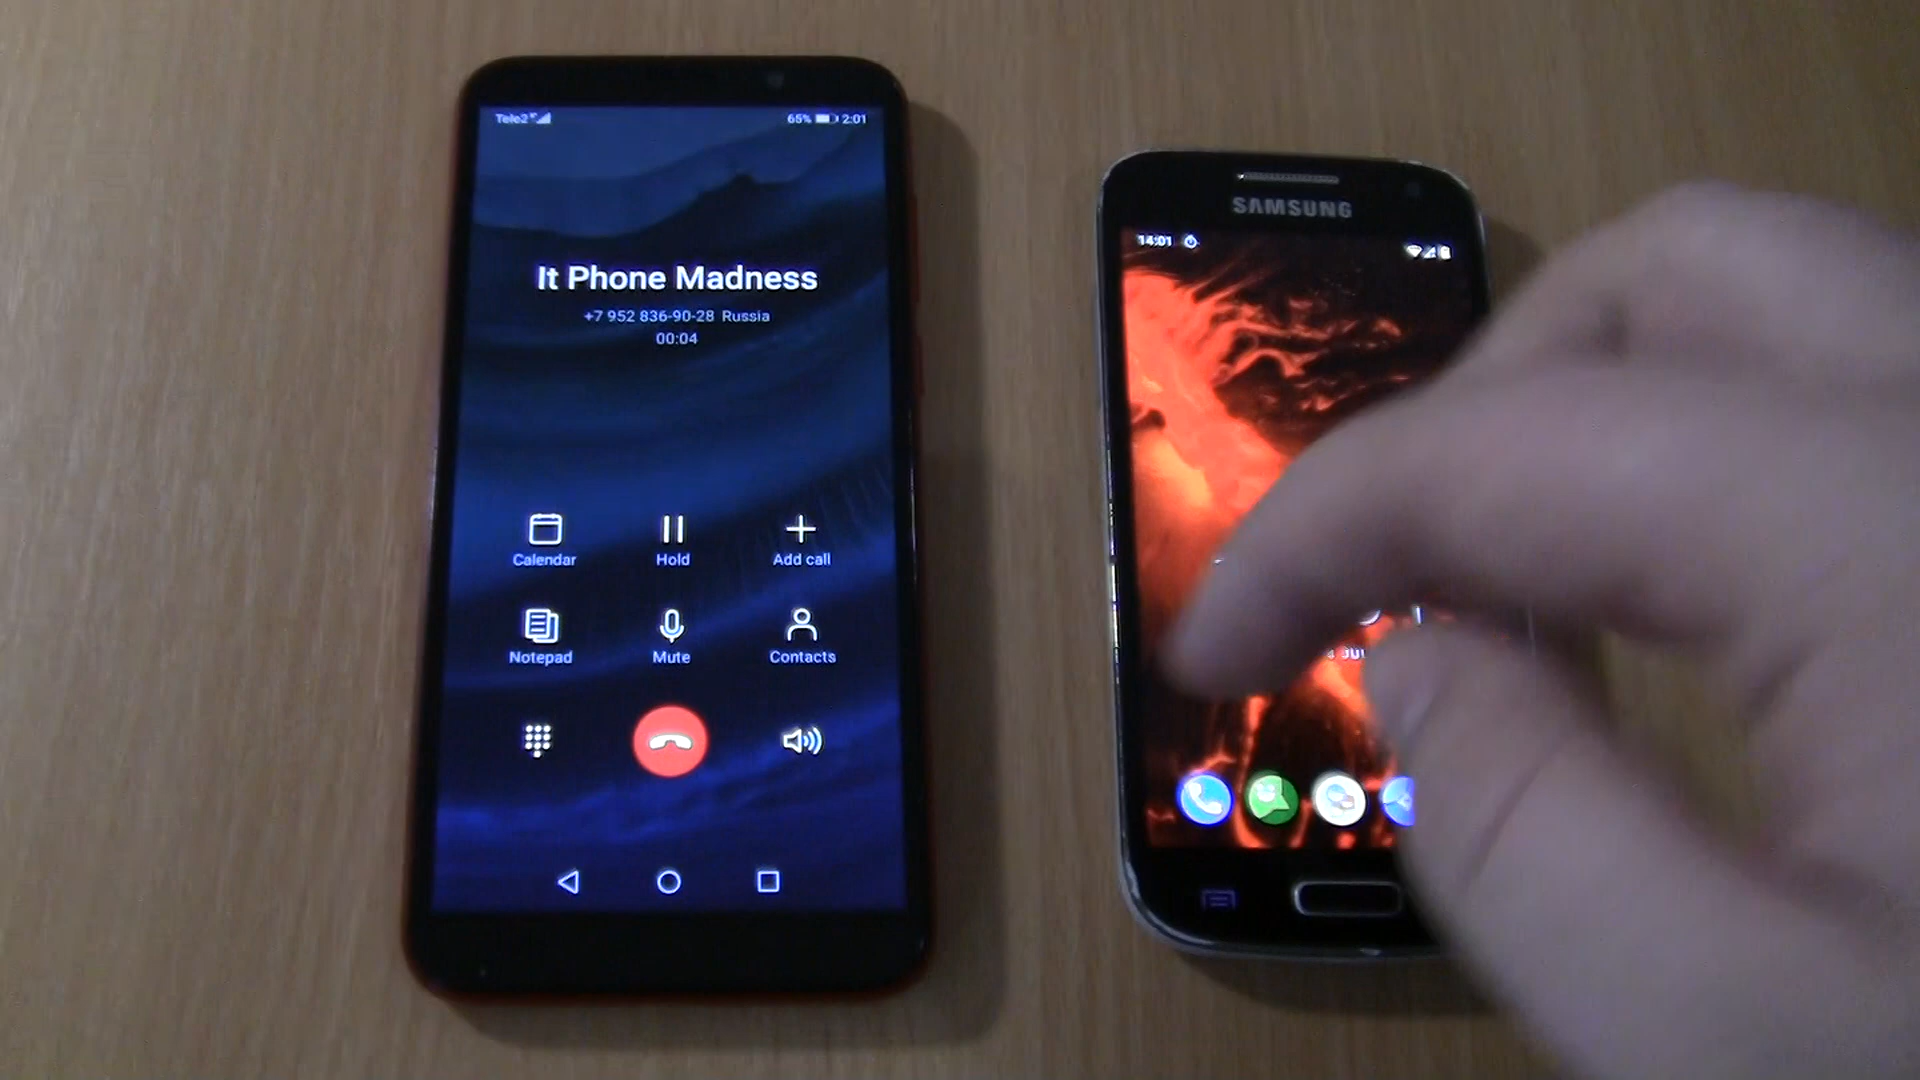 Tele2
65% 2:01
It Phone Madness
+7 952 836-90-28 Russia
00:04
Calendar
Hold
Add call
Notepad
Mute
Contacts
SAMSUNG
14:01
JUL